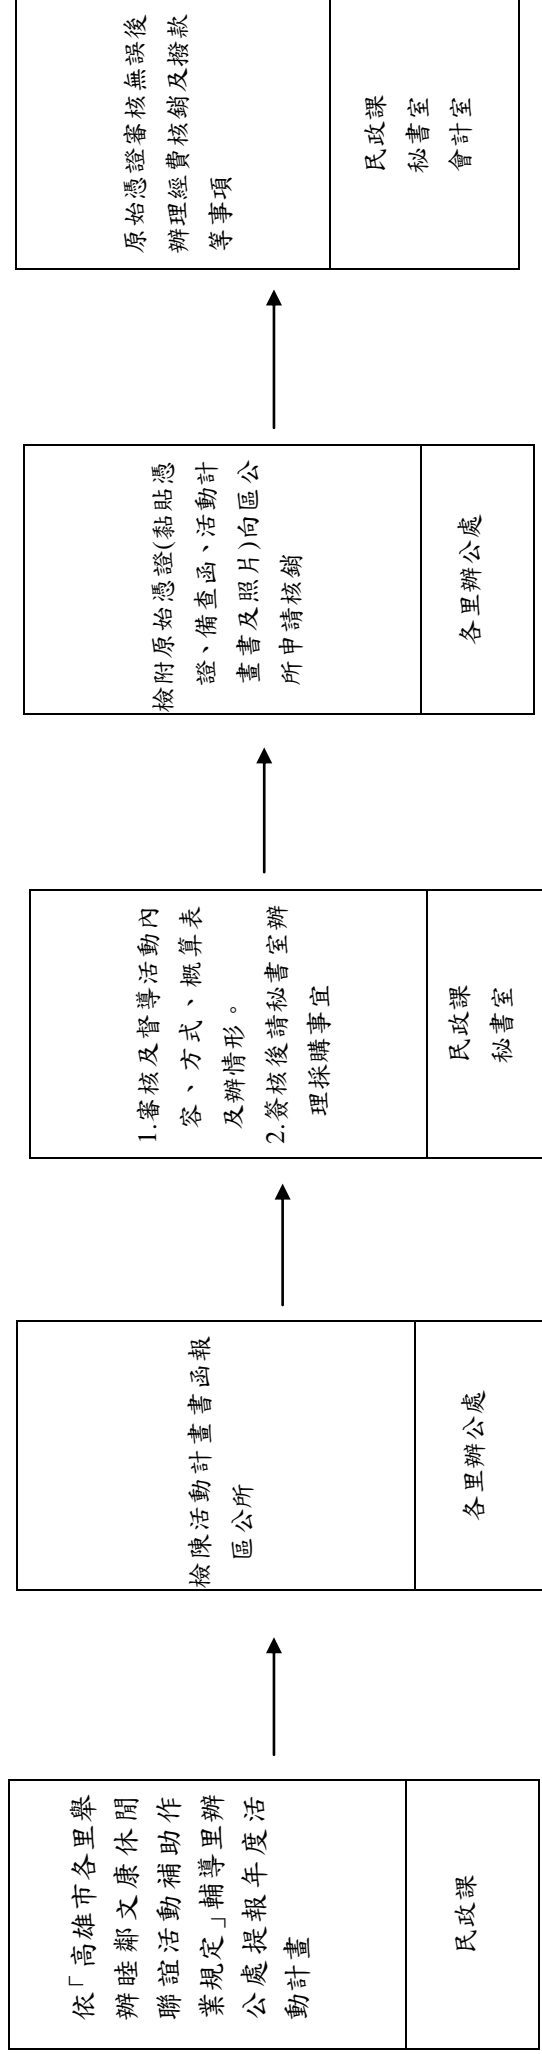 依「高雄市各里舉
辦睦鄰文康休閒
聯誼活動補助作
業規定」輔導里辦
公處提報年度活
動計畫
民政課
檢陳活動計畫書函報
區公所
各里辦公處
1.審核及督導活動內
容、方式、概算表
及辦情形。
2.簽核後請秘書室辦
理採購事宜
民政課
秘書室
檢附原始憑證(黏貼憑
證、備查函、活動計
畫書及照片)向區公
所申請核銷
各里辦公處
原始憑證審核無誤後
辦理經費核銷及撥款
等事項
民政課
秘書室
會計室